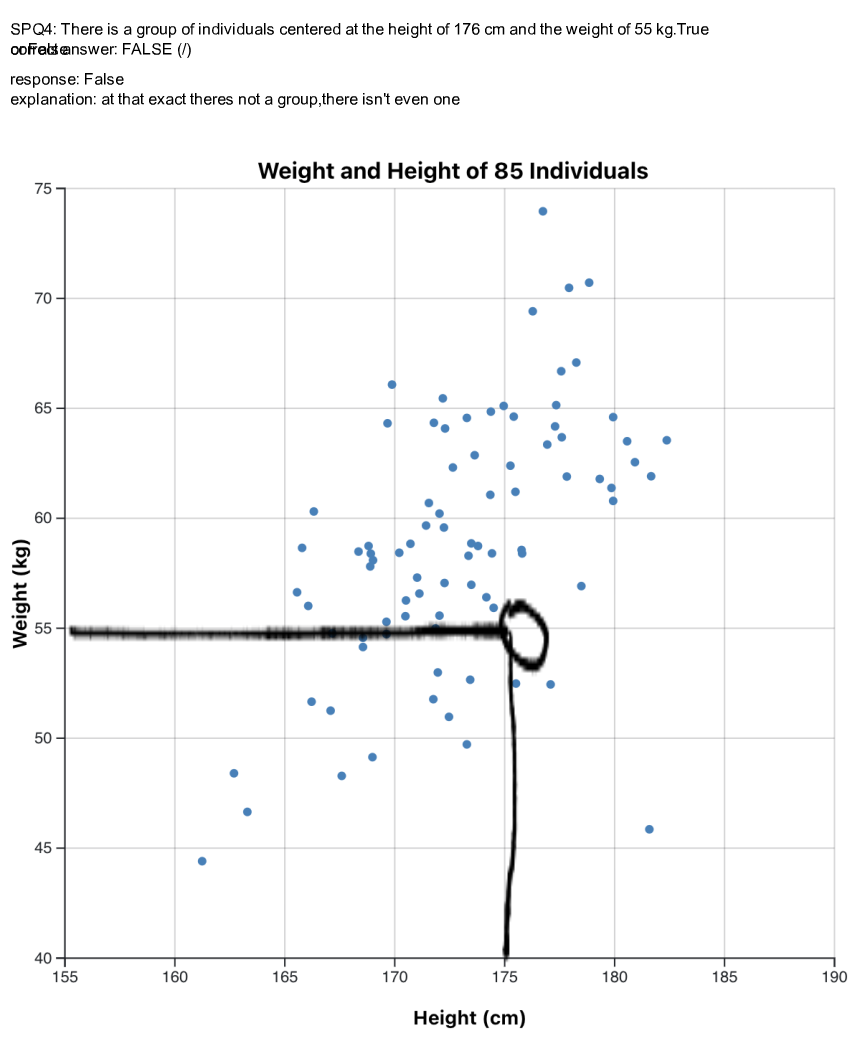 SPQ4: There is a group of individuals centered at the height of 176 cm and the weight of 55 kg.True
or False
correct answer: FALSE (/)
response: False
explanation: at that exact theres not a group,there isn't even one
Weight and Height of 85 Individuals
75
70
65
60
55
50
45
40
Weight (kg)
155 160 165 170 175 180 185 190
Height (cm)